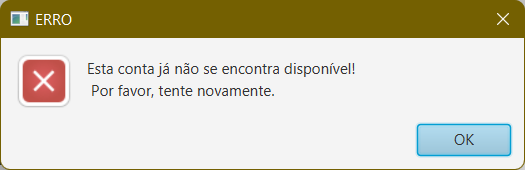 ERRO
Esta conta já não se encontra disponível!
Por favor, tente novamente.
OK